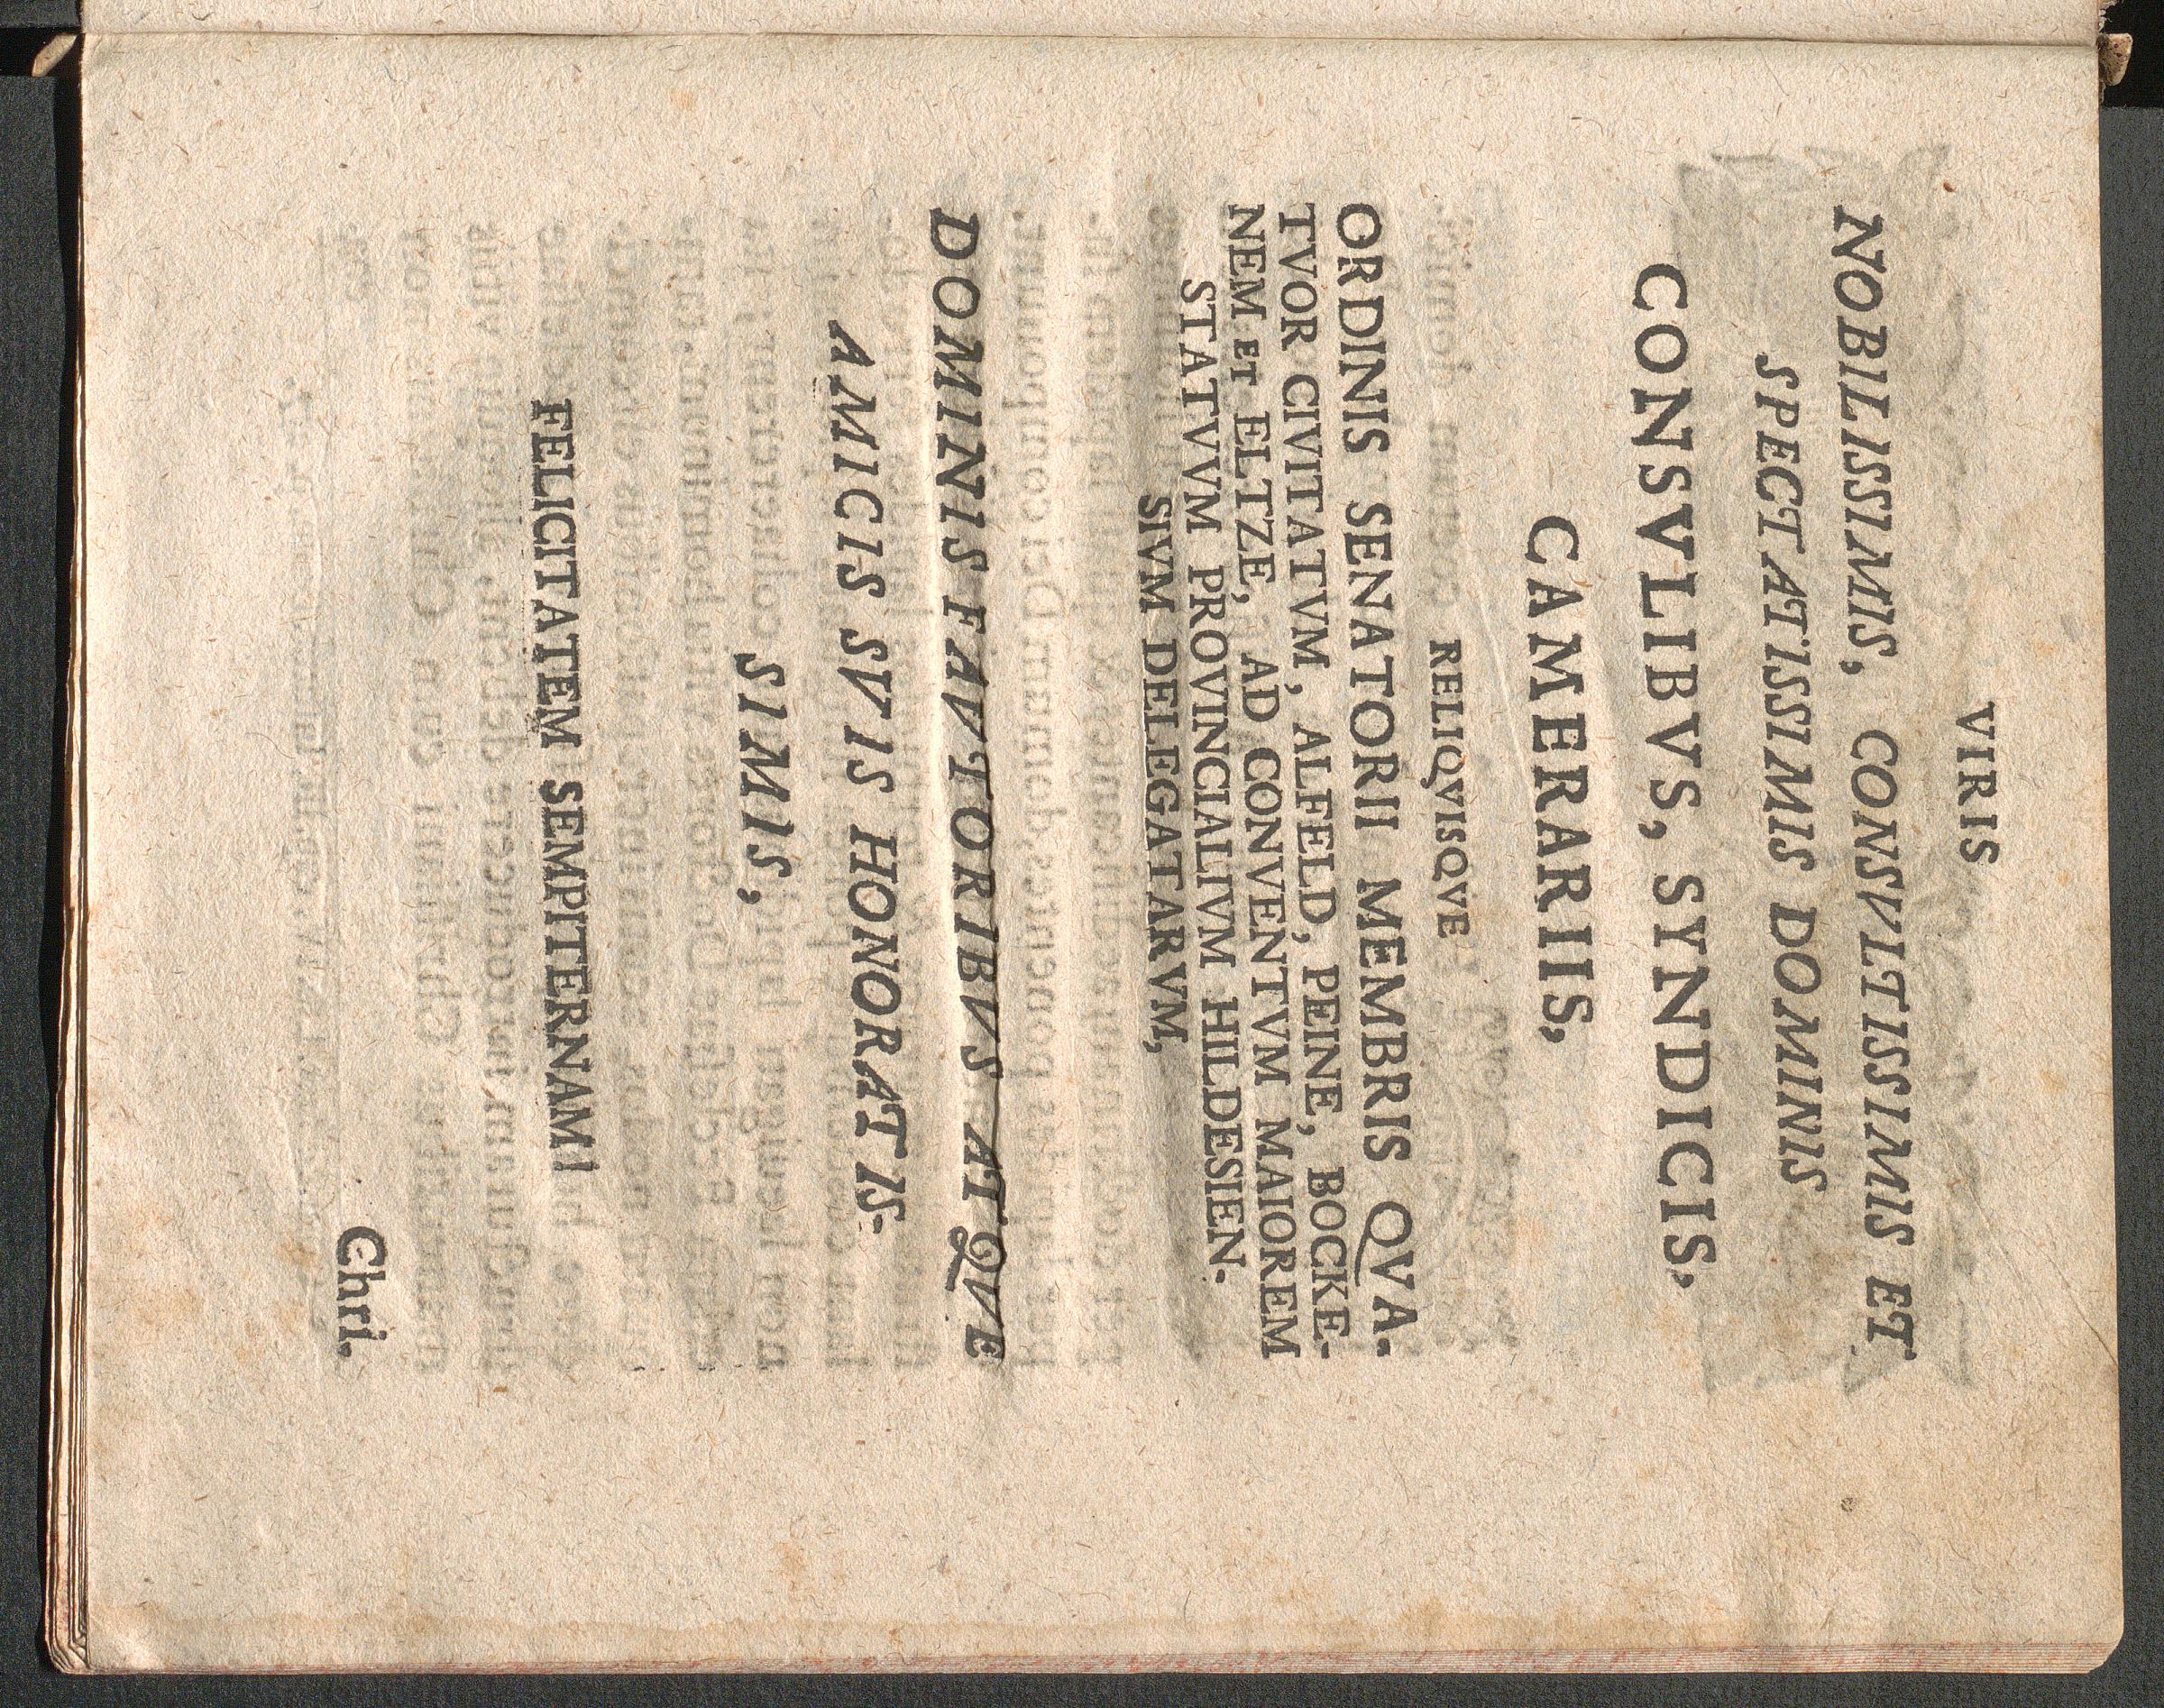 VIRIS
NOBILISSIMIS, CONSVLTISSIMIS ET
SPECTATISSIMIS DOMINIS
CONSVLIBVS, SYNDICIS,
CAMERARIIS,
RELIQVISQVE
ORDINIS SENATORII MEMBRIS QVA-
TVOR CIVITATVM, ALFELD, PEINE, BOCKE-
NEM ET ELTZE, AD CONVENTVM MAIOREM
STATVVM PROVINCIALIVM HILDESIEN-
SIVM DELEGATARVM,
DOMINIS FAVTORIBVS ATQVE
AMICIS SVIS HONORATIS-
SIMIS,
FELICITATEM SEMPITERNAM!
Chri-